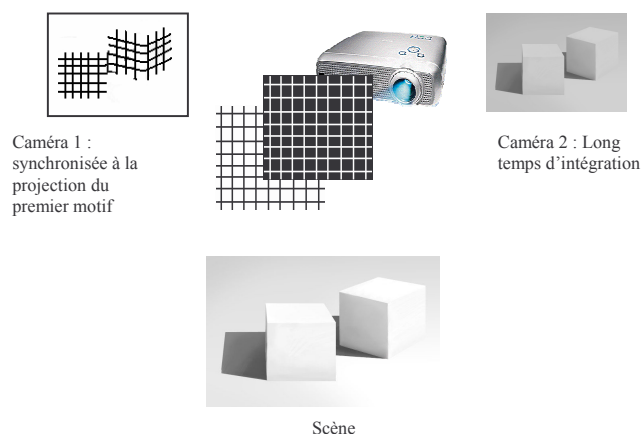 Caméra 1 :
synchronisée à la
projection du
premier motif
Caméra 2 : Long
temps d’intégration
Scène